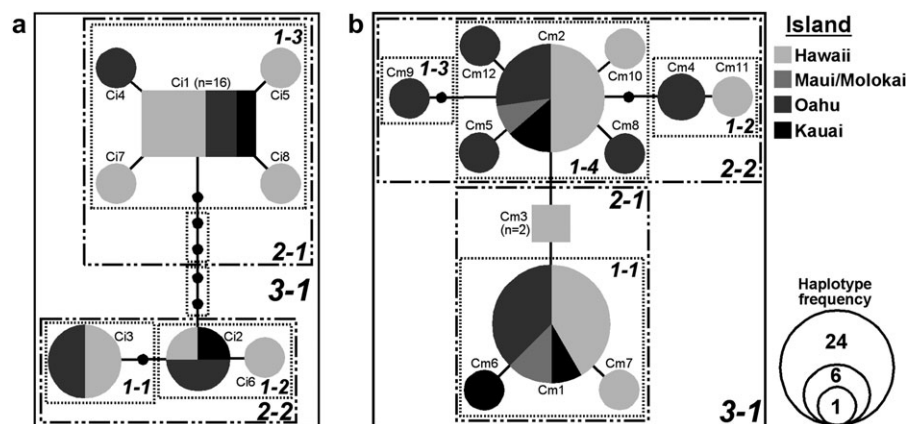 a
1-3
Ci1 (n=16)
Ci4
Ci5
Ci7
Ci8
2-1
3-1
Ci3
Ci2
Ci6
1-1
1-2
2-2
b
Cm2
Cm9
1-3
Cm12
Cm10
Cm4
Cm11
Cm5
Cm8
1-2
1-4
2-2
2-1
Cm3
(n=2)
1-1
Cm6
Cm1
Cm7
3-1
Island
Hawaii
Maui/Molokai
Oahu
Kauai
Haplotype
frequency
24
6
1